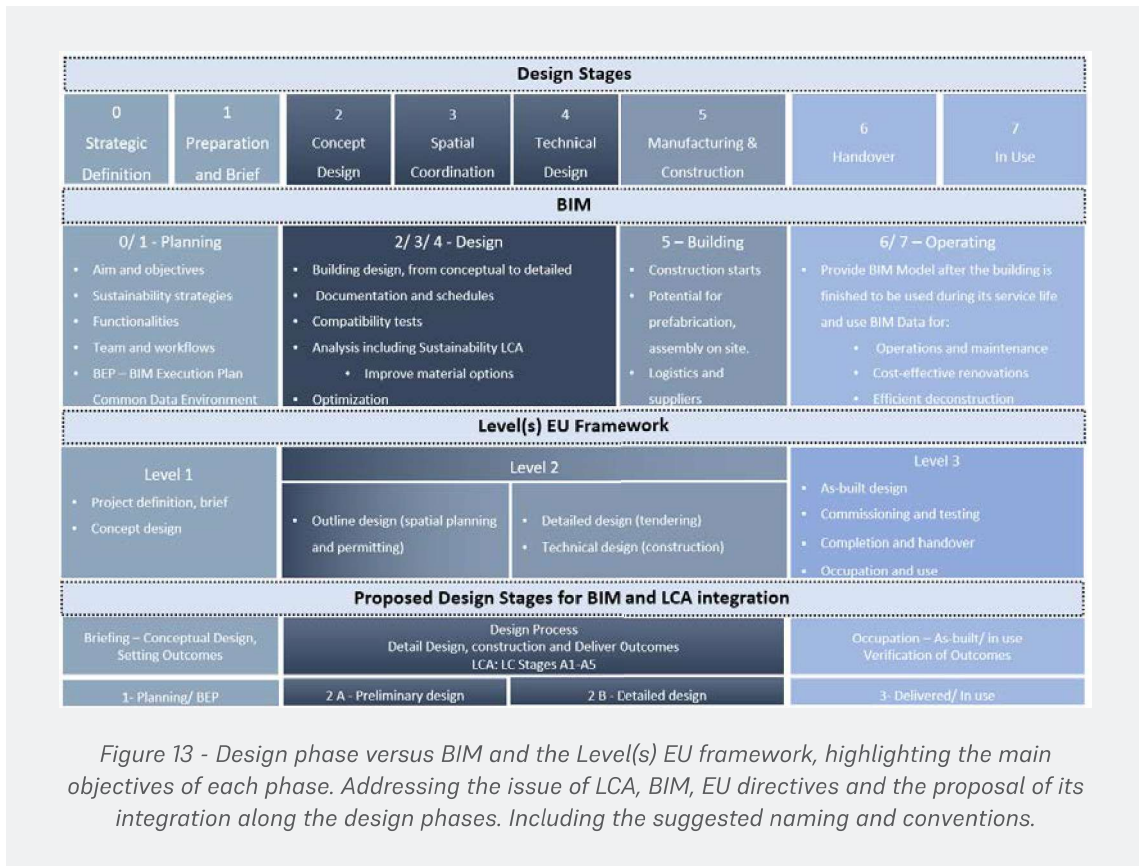 Design Stages
0
Strategic
Definition
1
Preparation
and Brief
2
Concept
Design
3
Spatial
Coordination
4
Technical
Design
5
Manufacturing &
Construction
6
Handover
7
In Use
BIM
0/ 1 - Planning
• Aim and objectives
• Sustainability strategies
• Functionalities
• Team and workflows
• BEP – BIM Execution Plan
Common Data Environment
2/ 3/ 4 - Design
• Building design, from conceptual to detailed
• Documentation and schedules
• Compatibility tests
• Analysis including Sustainability LCA
• Improve material options
• Optimization
5 – Building
• Construction starts
• Potential for
prefabrication,
assembly on site.
• Logistics and
suppliers
6/ 7 – Operating
• Provide BIM Model after the building is
finished to be used during its service life
and use BIM Data for:
• Operations and maintenance
• Cost-effective renovations
• Efficient deconstruction
Level(s) EU Framework
Level 1
• Project definition, brief
• Concept design
Level 2
• Outline design (spatial planning
and permitting)
• Detailed design (tendering)
• Technical design (construction)
Level 3
• As-built design
• Commissioning and testing
• Completion and handover
• Occupation and use
Proposed Design Stages for BIM and LCA integration
Briefing – Conceptual Design,
Setting Outcomes
Design Process
Detail Design, construction and Deliver Outcomes
LCA: LC Stages A1-A5
Occupation – As-built/ in use
Verification of Outcomes
1- Planning/ BEP
2 A - Preliminary design
2 B - Detailed design
3- Delivered/ In use
Figure 13 - Design phase versus BIM and the Level(s) EU framework, highlighting the main
objectives of each phase. Addressing the issue of LCA, BIM, EU directives and the proposal of its
integration along the design phases. Including the suggested naming and conventions.